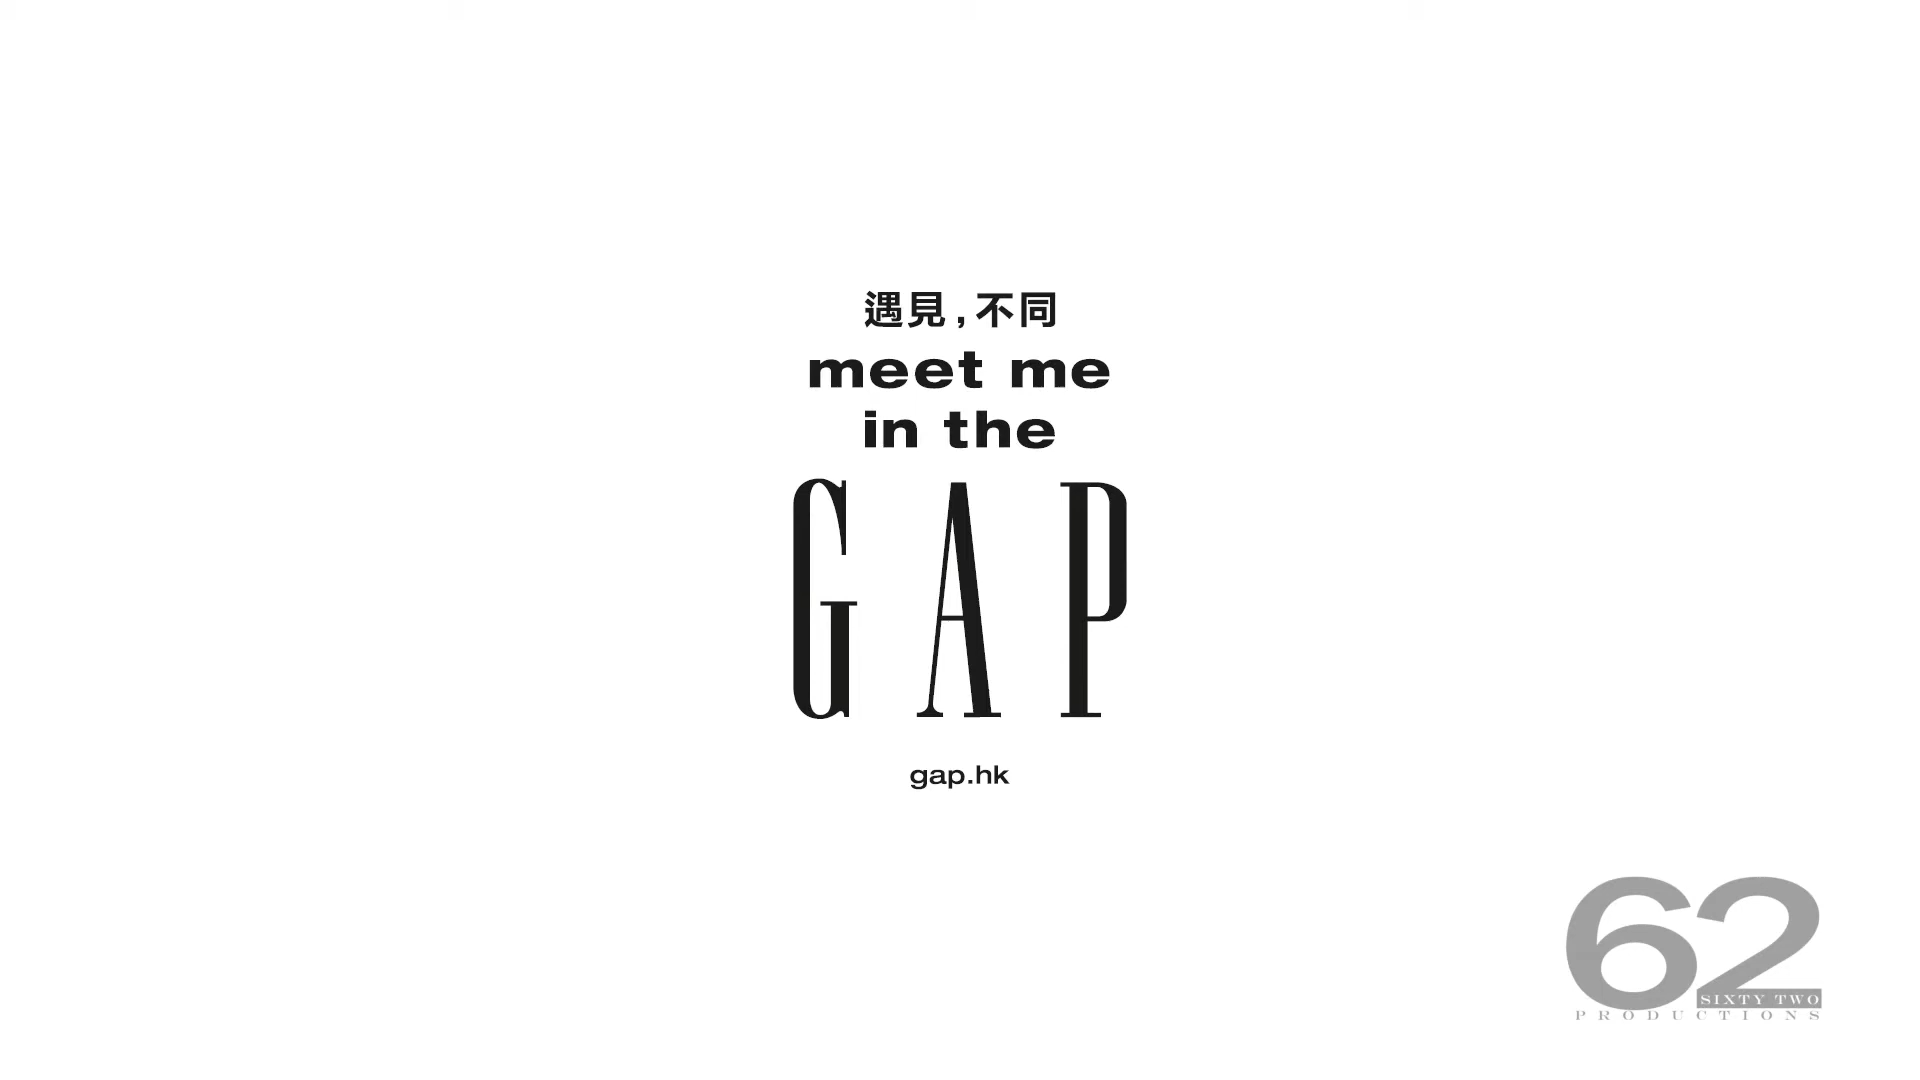 遇見,不同
meet me
in the
GAP
gap.hk
62
SIXTY TWO
PRODUCTIONS